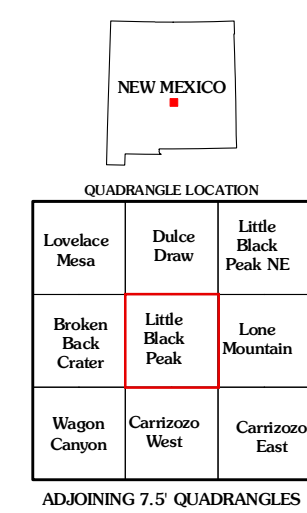 NEW MEXICO
QUADRANGLE LOCATION
Lovelace
Mesa
Dulce
Draw
Little
Black
Peak NE
Broken
Back
Crater
Little
Black
Peak
Lone
Mountain
Wagon
Canyon
Carrizozo
West
Carrizozo
East
ADJOINING 7.5' QUADRANGLES